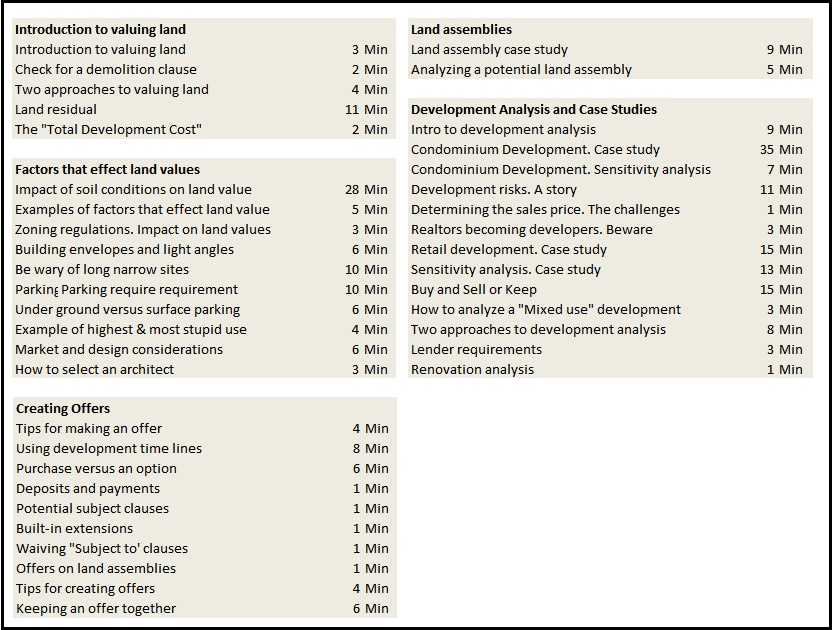 Introduction to valuing land
Introduction to valuing land 3 Min
Check for a demolition clause 2 Min
Two approaches to valuing land 4 Min
Land residual 11 Min
The "Total Development Cost" 2 Min
Factors that effect land values
Impact of soil conditions on land value 28 Min
Examples of factors that effect land value 5 Min
Zoning regulations. Impact on land values 3 Min
Building envelopes and light angles 6 Min
Be wary of long narrow sites 10 Min
Parking Parking require requirement 10 Min
Under ground versus surface parking 6 Min
Example of highest & most stupid use 4 Min
Market and design considerations 6 Min
How to select an architect 3 Min
Creating Offers
Tips for making an offer 4 Min
Using development time lines 8 Min
Purchase versus an option 6 Min
Deposits and payments 1 Min
Potential subject clauses 1 Min
Built-in extensions 1 Min
Waiving "Subject to' clauses 1 Min
Offers on land assemblies 1 Min
Tips for creating offers 4 Min
Keeping an offer together 6 Min
Land assemblies
Land assembly case study 9 Min
Analyzing a potential land assembly 5 Min
Development Analysis and Case Studies
Intro to development analysis 9 Min
Condominium Development. Case study 35 Min
Condominium Development. Sensitivity analysis 7 Min
Development risks. A story 11 Min
Determining the sales price. The challenges 1 Min
Realtors becoming developers. Beware 3 Min
Retail development. Case study 15 Min
Sensitivity analysis. Case study 13 Min
Buy and Sell or Keep 15 Min
How to analyze a "Mixed use" development 3 Min
Two approaches to development analysis 8 Min
Lender requirements 3 Min
Renovation analysis 1 Min